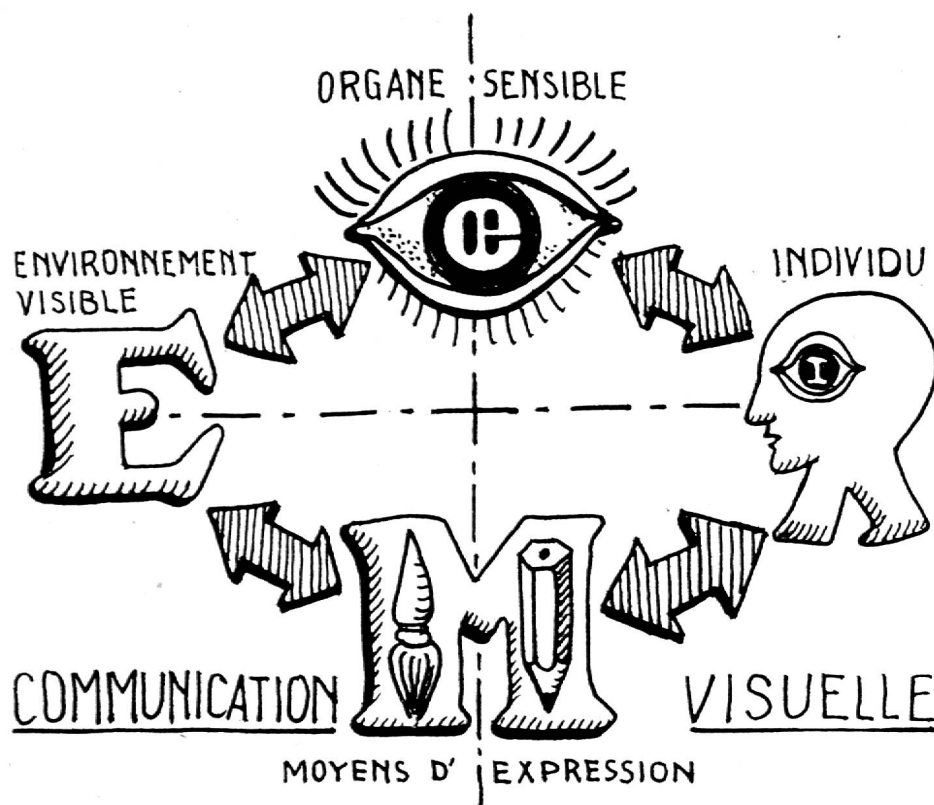 ORGANE SENSIBLE
e
ENVIRONNEMENT
VISIBLE
INDIVIDU
E
I
M
COMMUNICATION VISUELLE
MOYENS D' EXPRESSION